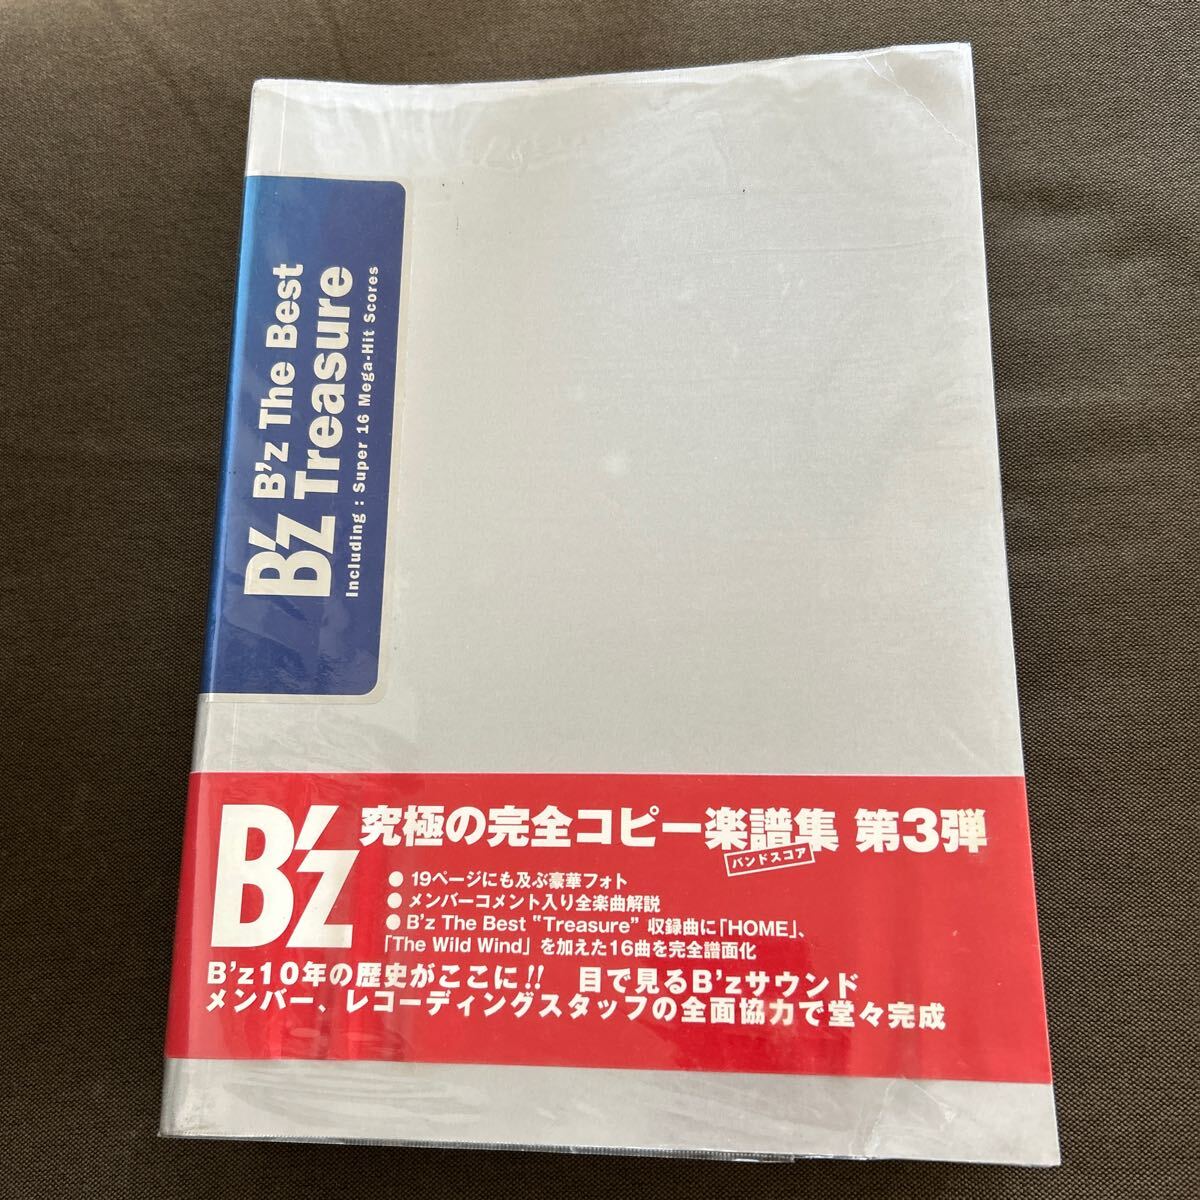 B'z The Best
B'z Treasure
Including : Super 16 Mega-Hit Scores
B'z
究極の完全コピー楽譜集 第3弾
バンドスコア
● 19ページにも及ぶ豪華フォト
● メンバーコメント入り全楽曲解説
● B'z The Best "Treasure" 収録曲に「HOME」、
「The Wild Wind」を加えた16曲を完全譜面化
B'z10年の歴史がここに!! 目で見るB'zサウンド
メンバー、レコーディングスタッフの全面協力で堂々完成